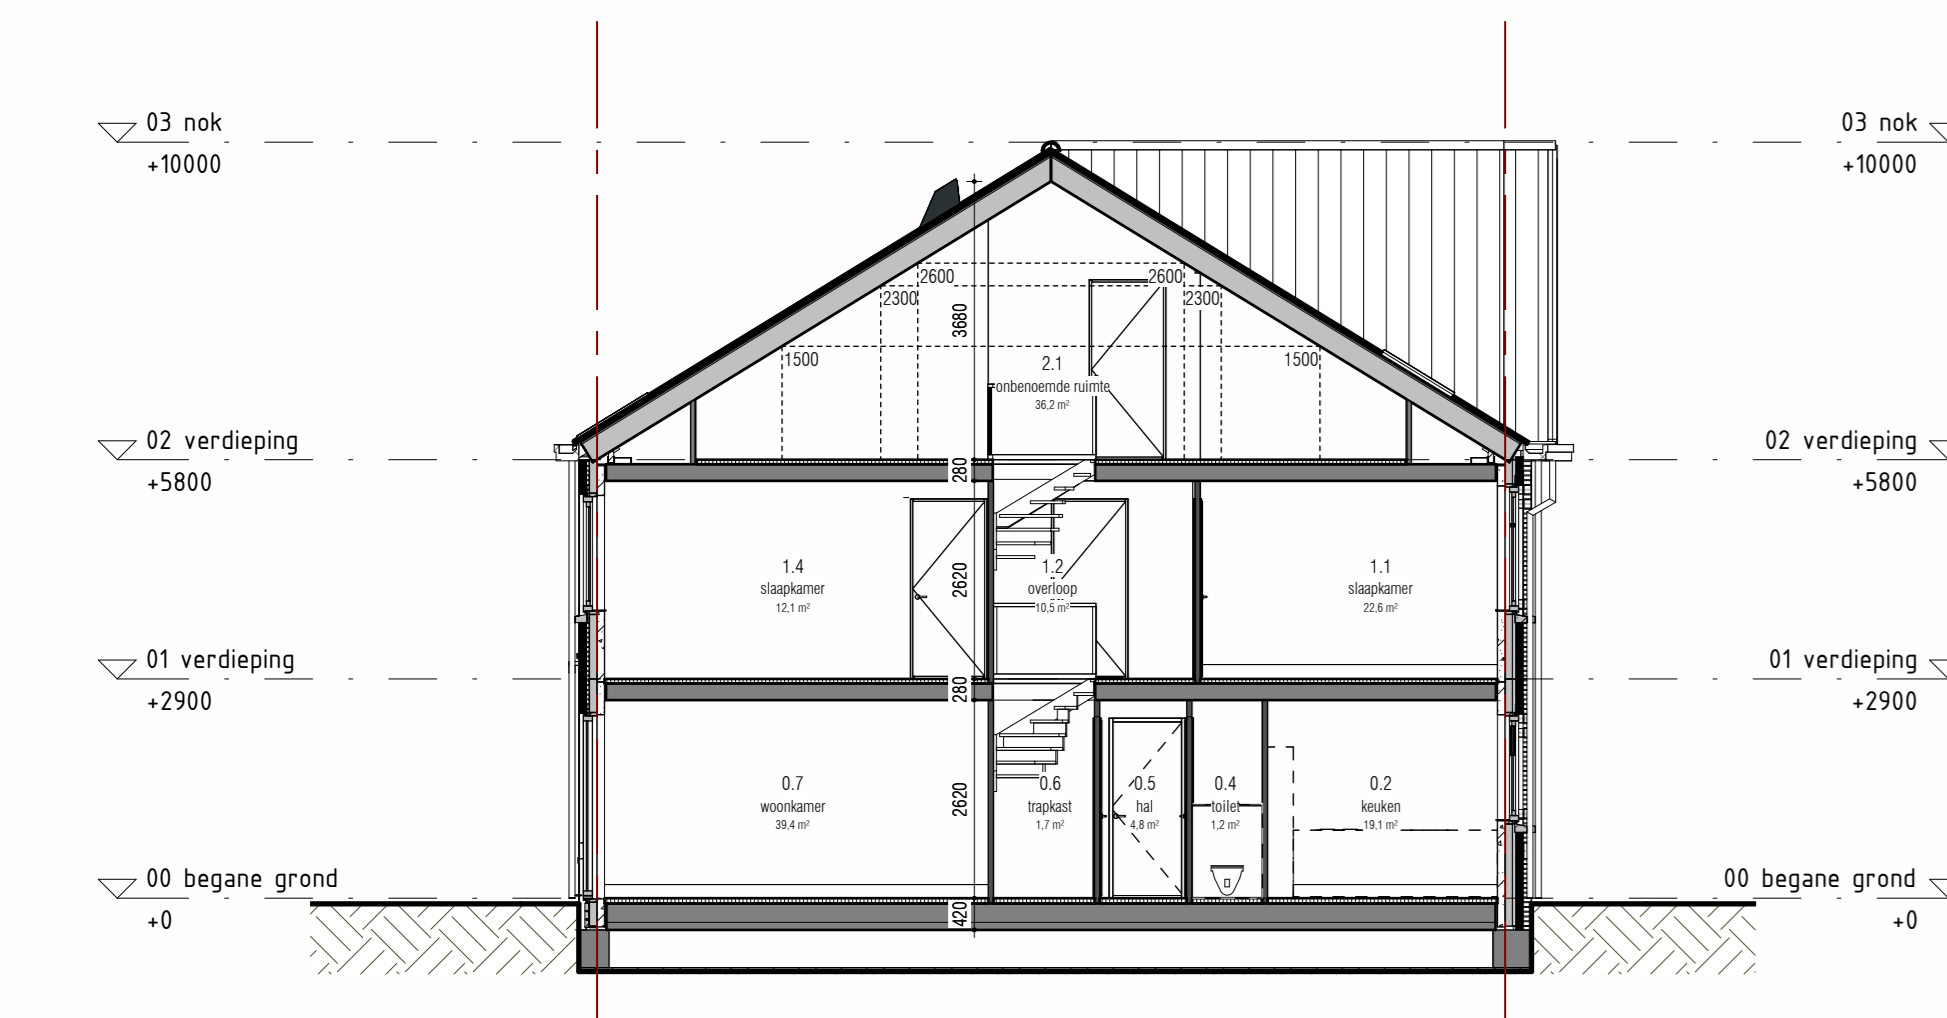 03 nok
+10000
03 nok
+10000
2600
2600
2300
2300
3680
1500
1500
2.1
onbenoemde ruimte
36,2 m²
02 verdieping
+5800
280
02 verdieping
+5800
1.4
slaapkamer
12,1 m²
2620
1.2
overloop
10,5 m²
1.1
slaapkamer
22,6 m²
01 verdieping
+2900
280
01 verdieping
+2900
0.7
woonkamer
39,4 m²
2620
0.6
trapkast
1,7 m²
0.5
hal
4,8 m²
0.4
toilet
1,2 m²
0.2
keuken
19,1 m²
00 begane grond
+0
420
00 begane grond
+0